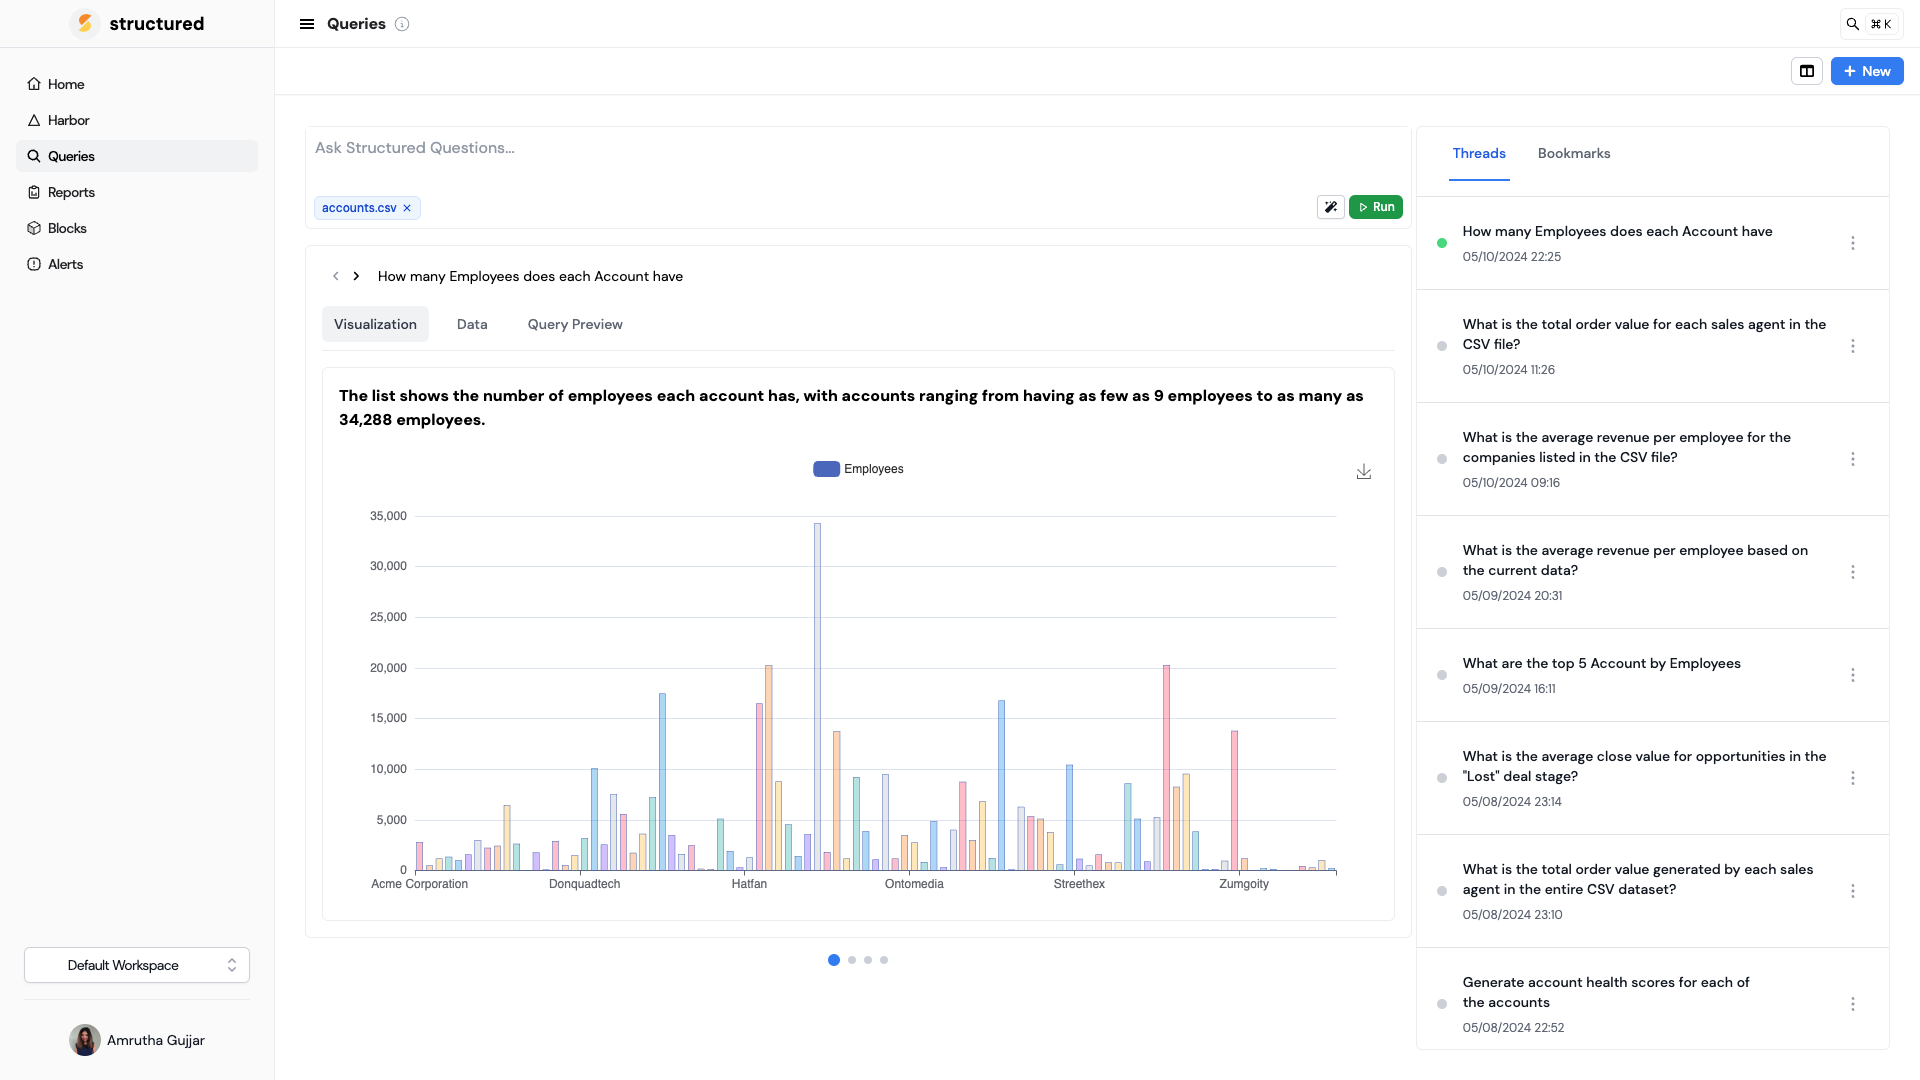 structured
Home
Harbor
Queries
Reports
Blocks
Alerts
Default Workspace
Amrutha Gujjar
Queries
⌘ K
+ New
Ask Structured Questions...
accounts.csv ×
Run
How many Employees does each Account have
Visualization
Data
Query Preview
The list shows the number of employees each account has, with accounts ranging from having as few as 9 employees to as many as
34,288 employees.
Employees
35,000
30,000
25,000
20,000
15,000
10,000
5,000
0
Acme Corporation
Donquadtech
Hatfan
Ontomedia
Streethex
Zumgoity
Threads
Bookmarks
How many Employees does each Account have
05/10/2024 22:25
What is the total order value for each sales agent in the
CSV file?
05/10/2024 11:26
What is the average revenue per employee for the
companies listed in the CSV file?
05/10/2024 09:16
What is the average revenue per employee based on
the current data?
05/09/2024 20:31
What are the top 5 Account by Employees
05/09/2024 16:11
What is the average close value for opportunities in the
"Lost" deal stage?
05/08/2024 23:14
What is the total order value generated by each sales
agent in the entire CSV dataset?
05/08/2024 23:10
Generate account health scores for each of
the accounts
05/08/2024 22:52